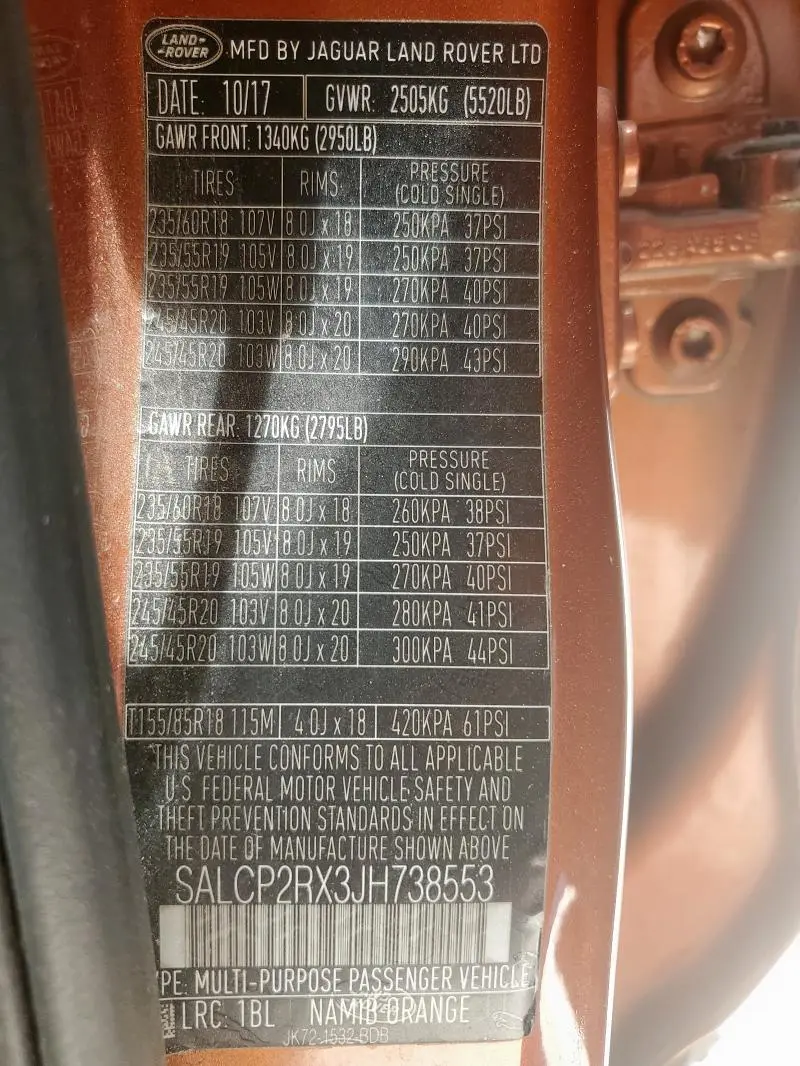 LAND-
-ROVER
MFD BY JAGUAR LAND ROVER LTD
DATE: 10/17 GVWR: 2505KG (5520LB)
GAWR FRONT: 1340KG (2950LB)
TIRES RIMS PRESSURE
(COLD SINGLE)
235/60R18 107V 8.0J x 18 250KPA 37PSI
235/55R19 105V 8.0J x 19 250KPA 37PSI
235/55R19 105W 8.0J x 19 270KPA 40PSI
245/45R20 103V 8.0J x 20 270KPA 40PSI
245/45R20 103W 8.0J x 20 290KPA 43PSI
GAWR REAR: 1270KG (2795LB)
TIRES RIMS PRESSURE
(COLD SINGLE)
235/60R18 107V 8.0J x 18 260KPA 38PSI
235/55R19 105V 8.0J x 19 250KPA 37PSI
235/55R19 105W 8.0J x 19 270KPA 40PSI
245/45R20 103V 8.0J x 20 280KPA 41PSI
245/45R20 103W 8.0J x 20 300KPA 44PSI
T155/85R18 115M 4.0J x 18 420KPA 61PSI
THIS VEHICLE CONFORMS TO ALL APPLICABLE
U.S. FEDERAL MOTOR VEHICLE SAFETY AND
THEFT PREVENTION STANDARDS IN EFFECT ON
THE DATE OF MANUFACTURE SHOWN ABOVE
SALCP2RX3JH738553
PE: MULTI-PURPOSE PASSENGER VEHICLE
LRC: 1BL NAMIB ORANGE
JK72-1532-BDB